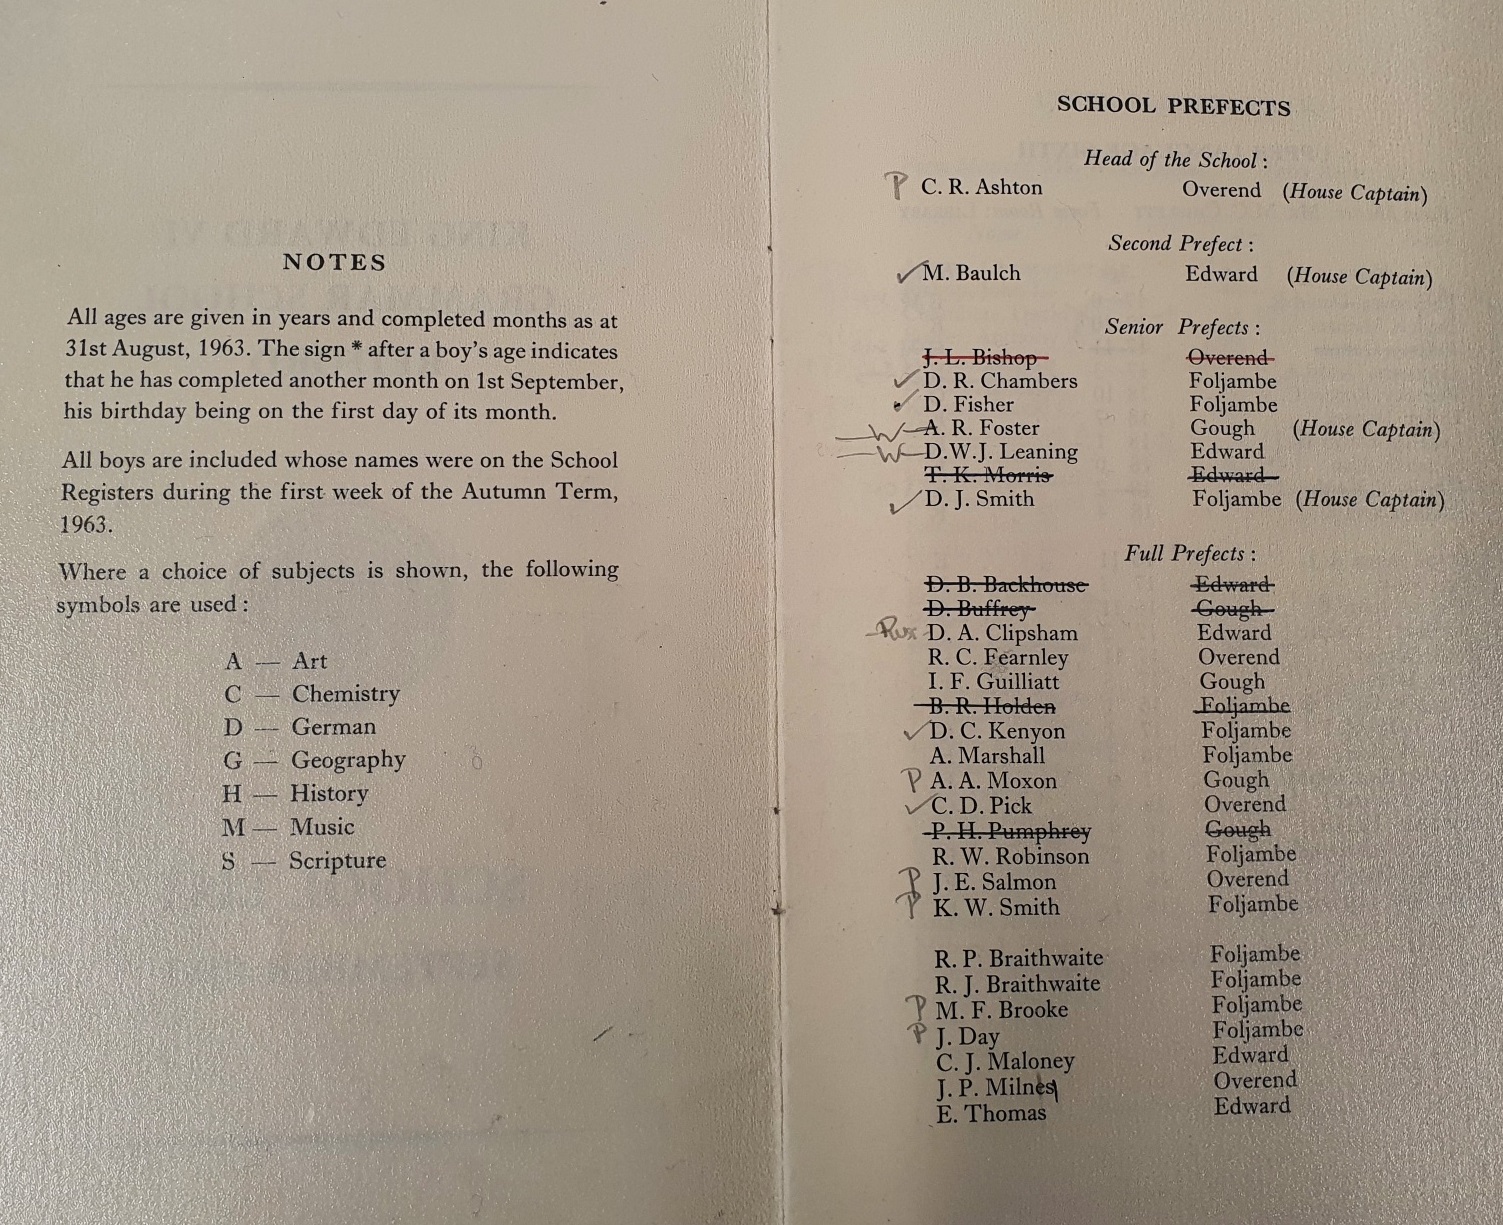 NOTES
All ages are given in years and completed months as at
31st August, 1963. The sign * after a boy's age indicates
that he has completed another month on 1st September,
his birthday being on the first day of its month.
All boys are included whose names were on the School
Registers during the first week of the Autumn Term,
1963.
Where a choice of subjects is shown, the following
symbols are used :
A — Art
C — Chemistry
D — German
G — Geography
H — History
M — Music
S — Scripture
SCHOOL PREFECTS
Head of the School :
P C. R. Ashton Overend (House Captain)
Second Prefect :
✓ M. Baulch Edward (House Captain)
Senior Prefects :
J. L. Bishop Overend
✓ D. R. Chambers Foljambe
✓ D. Fisher Foljambe
W A. R. Foster Gough (House Captain)
W D.W.J. Leaning Edward
T. K. Morris Edward
✓ D. J. Smith Foljambe (House Captain)
Full Prefects :
D. B. Backhouse Edward
D. Buffrey Gough
D. A. Clipsham Edward
R. C. Fearnley Overend
I. F. Guilliatt Gough
B. R. Holden Foljambe
✓ D. C. Kenyon Foljambe
A. Marshall Foljambe
P A. A. Moxon Gough
✓ C. D. Pick Overend
P. H. Pumphrey Gough
R. W. Robinson Foljambe
P J. E. Salmon Overend
P K. W. Smith Foljambe
R. P. Braithwaite Foljambe
R. J. Braithwaite Foljambe
P M. F. Brooke Foljambe
P J. Day Foljambe
C. J. Maloney Edward
J. P. Milnes Overend
E. Thomas Edward